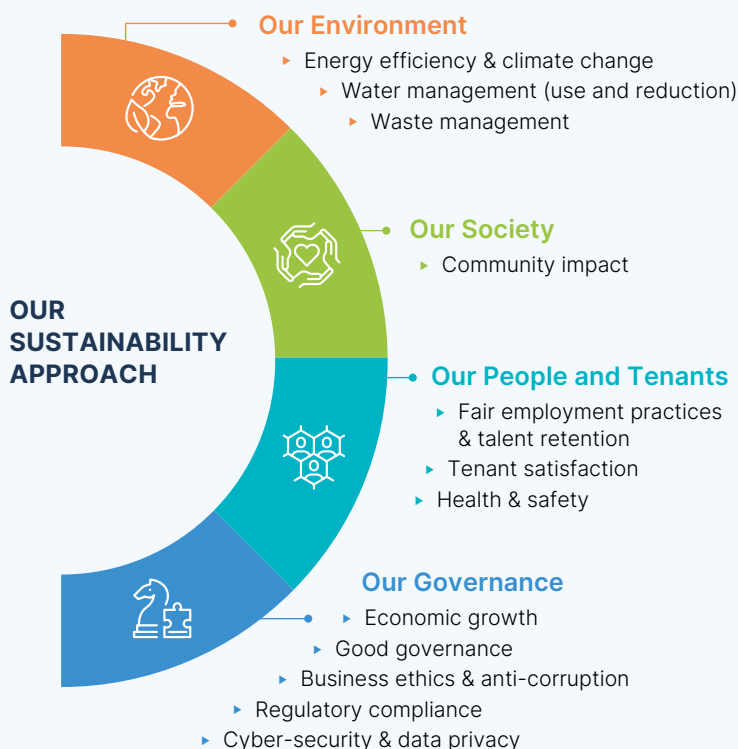 Our Environment
Energy efficiency & climate change
Water management (use and reduction)
Waste management
Our Society
Community impact
OUR
SUSTAINABILITY
APPROACH
Our People and Tenants
Fair employment practices
& talent retention
Tenant satisfaction
Health & safety
Our Governance
Economic growth
Good governance
Business ethics & anti-corruption
Regulatory compliance
Cyber-security & data privacy